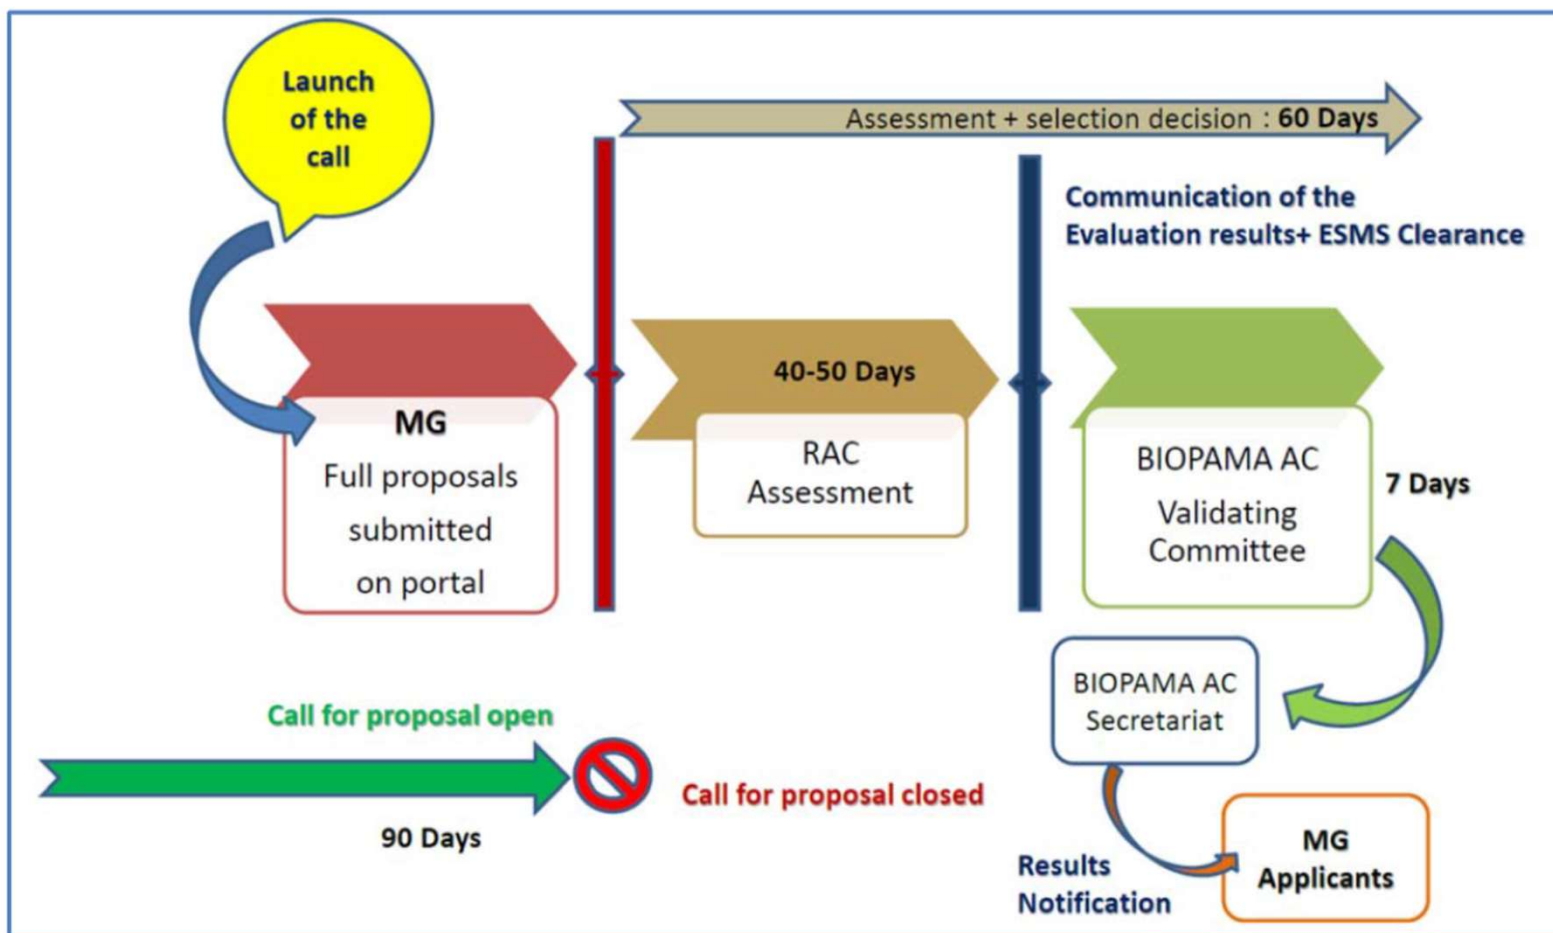 Launch
of the
call
Assessment + selection decision : 60 Days
Communication of the
Evaluation results+ ESMS Clearance
MG
Full proposals
submitted
on portal
40-50 Days
RAC
Assessment
BIOPAMA AC
Validating
Committee
7 Days
BIOPAMA AC
Secretariat
Call for proposal open
90 Days
Call for proposal closed
Results
Notification
MG
Applicants